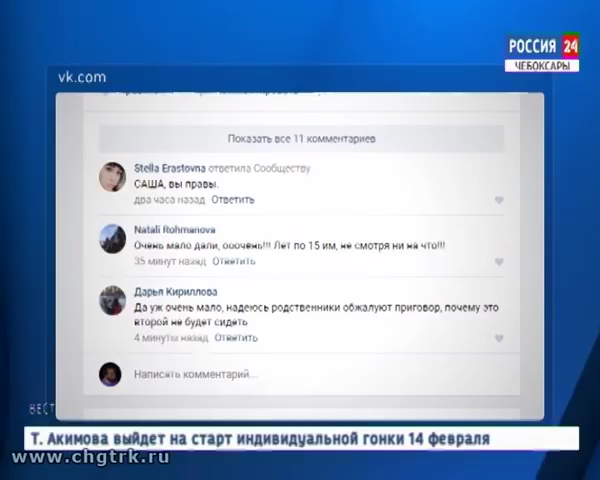 РОССИЯ 24
ЧЕБОКСАРЫ
vk.com
Показать все 11 комментариев
Stella Erastovna ответила Сообществу
САША, вы правы.
два часа назад Ответить
Natali Rohmanova
Очень мало дали, ооочень!!! Лет по 15 им, не смотря ни на что!!!
35 минут назад Ответить
Дарья Кириллова
Да уж очень мало, надеюсь родственники обжалуют приговор, почему это
второй не будет сидеть
4 минуты назад Ответить
Написать комментарий...
ВЕСТ
Т. Акимова выйдет на старт индивидуальной гонки 14 февраля
www.chgtrk.ru